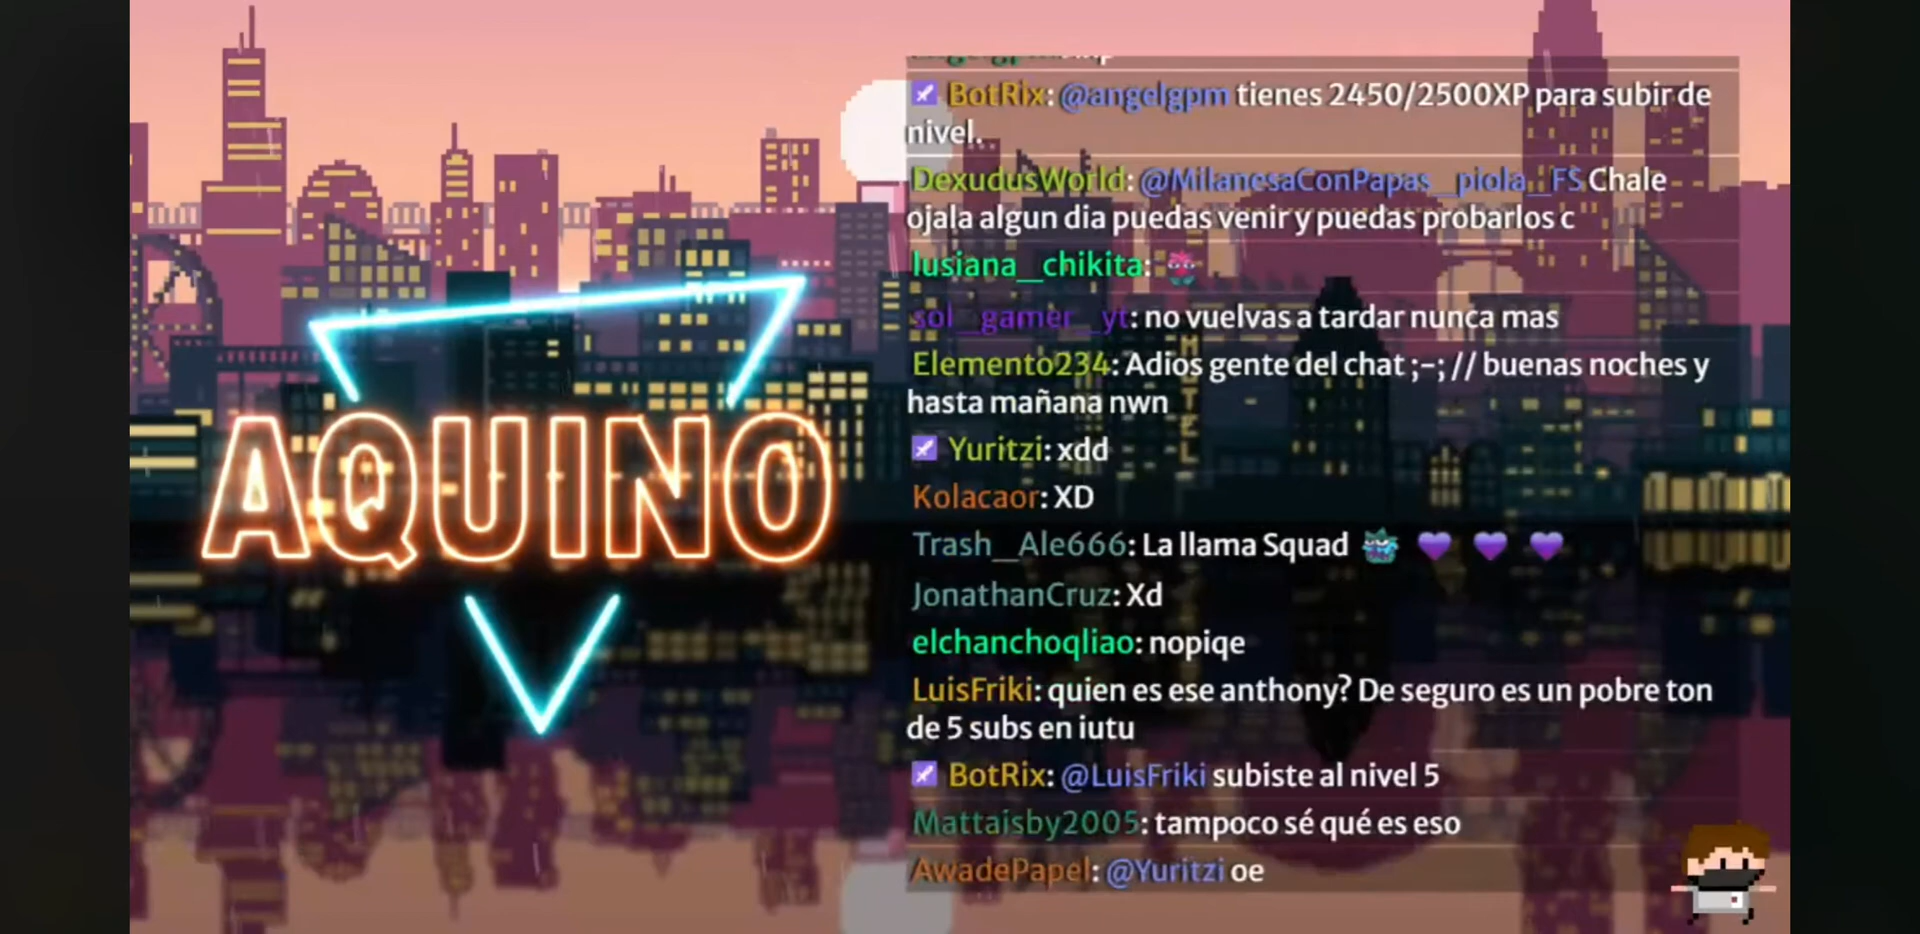 BotRix: @angelgpm tienes 2450/2500XP para subir de
nivel.
DexudusWorld: @MilanesaConPapas_piola_FS Chale
ojala algun dia puedas venir y puedas probarlos c
lusiana_chikita:
sol_gamer_yt: no vuelvas a tardar nunca mas
Elemento234: Adios gente del chat ;-; // buenas noches y
hasta mañana nwn
Yuritzi: xdd
Kolacaor: XD
Trash_Ale666: La llama Squad 💜 💜 💜
JonathanCruz: Xd
elchanchoqliao: nopiqe
LuisFriki: quien es ese anthony? De seguro es un pobre ton
de 5 subs en iutu
BotRix: @LuisFriki subiste al nivel 5
Mattaisby2005: tampoco sé qué es eso
AwadePapel: @Yuritzi oe
AQUINO
HOTEL